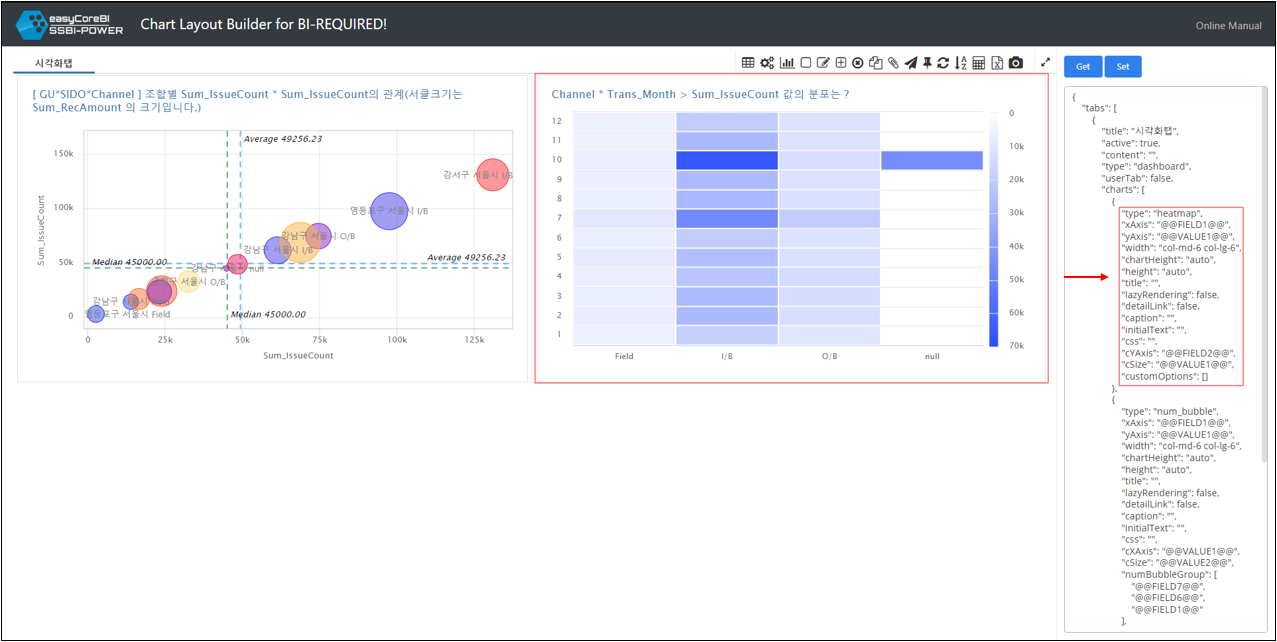 easyCoreBI
SSBI-POWER
Chart Layout Builder for BI-REQUIRED!
Online Manual
시각화탭
[ GU*SIDO*Channel ] 조합별 Sum_IssueCount * Sum_IssueCount의 관계(서클크기는
Sum_RecAmount 의 크기입니다.)
Average 49256.23
150k
100k
50k
0
Sum_IssueCount
강서구 서울시 I/B
영등포구 서울시 I/B
강남구 서울시 O/B
강남구 서울시 I/B
Average 49256.23
Median 45000.00
강남구 서울시 null
서울시 O/B
강남구 서울시
영등포구 서울시 Field
Median 45000.00
0
25k
50k
75k
100k
125k
Sum_IssueCount
Channel * Trans_Month > Sum_IssueCount 값의 분포는 ?
12
11
10
9
8
7
6
5
4
3
2
1
Field
I/B
O/B
null
0
10k
20k
30k
40k
50k
60k
70k
Get
Set
{
"tabs": [
{
"title": "시각화탭",
"active": true,
"content": "",
"type": "dashboard",
"userTab": false,
"charts": [
{
"type": "heatmap",
"xAxis": "@@FIELD1@@",
"yAxis": "@@VALUE1@@",
"width": "col-md-6 col-lg-6",
"chartHeight": "auto",
"height": "auto",
"title": "",
"lazyRendering": false,
"detailLink": false,
"caption": "",
"initialText": "",
"css": "",
"cYAxis": "@@FIELD2@@",
"cSize": "@@VALUE1@@",
"customOptions": []
},
{
"type": "num_bubble",
"xAxis": "@@FIELD1@@",
"yAxis": "@@VALUE1@@",
"width": "col-md-6 col-lg-6",
"chartHeight": "auto",
"height": "auto",
"title": "",
"lazyRendering": false,
"detailLink": false,
"caption": "",
"initialText": "",
"css": "",
"cXAxis": "@@VALUE1@@",
"cSize": "@@VALUE2@@",
"numBubbleGroup": [
"@@FIELD7@@",
"@@FIELD6@@",
"@@FIELD1@@"
],